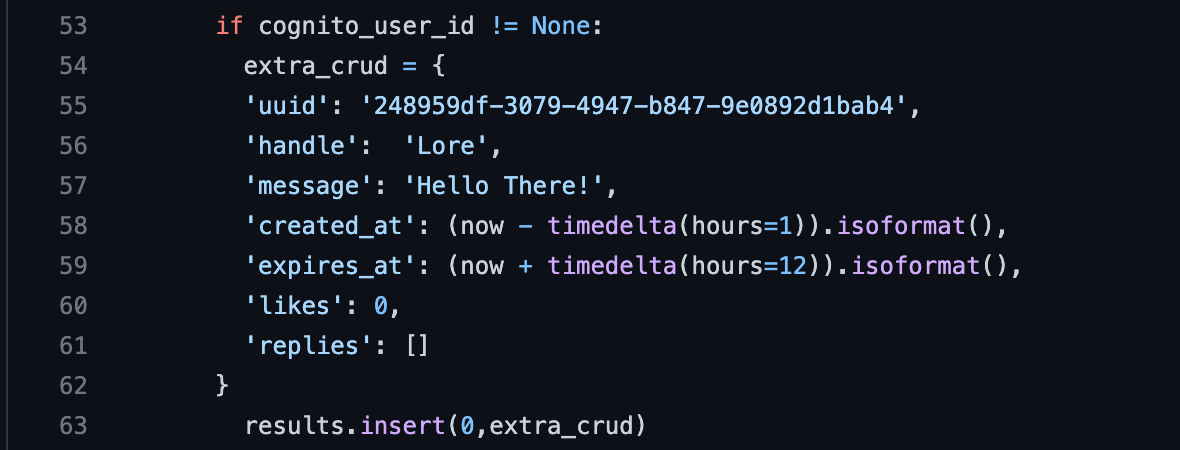 53 if cognito_user_id != None:
54 extra_crud = {
55 'uuid': '248959df-3079-4947-b847-9e0892d1bab4',
56 'handle':  'Lore',
57 'message': 'Hello There!',
58 'created_at': (now - timedelta(hours=1)).isoformat(),
59 'expires_at': (now + timedelta(hours=12)).isoformat(),
60 'likes': 0,
61 'replies': []
62 }
63 results.insert(0,extra_crud)